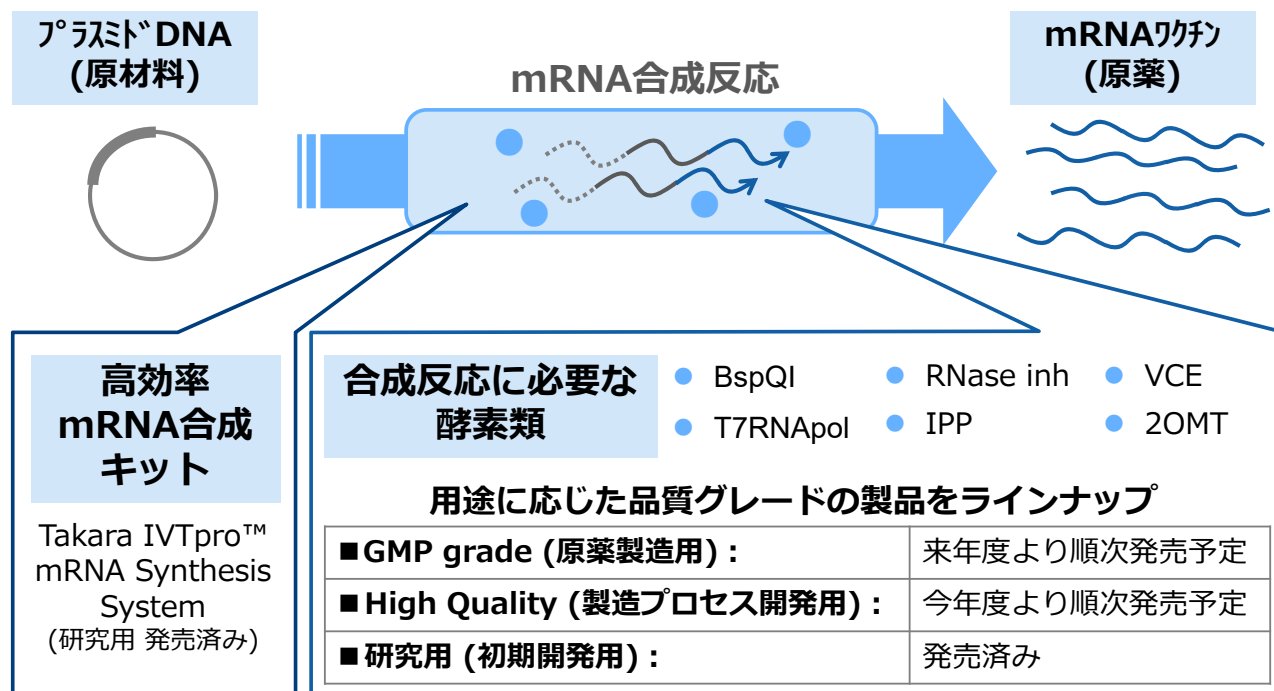 ﾌﾟﾗｽﾐﾄﾞDNA
(原材料)
mRNA合成反応
mRNAﾜｸﾁﾝ
(原薬)
高効率
mRNA合成
キット
Takara IVTpro™
mRNA Synthesis
System
(研究用 発売済み)
合成反応に必要な
酵素類
● BspQI ● RNase inh ● VCE
● T7RNApol ● IPP ● 2OMT
用途に応じた品質グレードの製品をラインナップ
■GMP grade (原薬製造用)： 来年度より順次発売予定
■High Quality (製造プロセス開発用)： 今年度より順次発売予定
■研究用 (初期開発用)： 発売済み